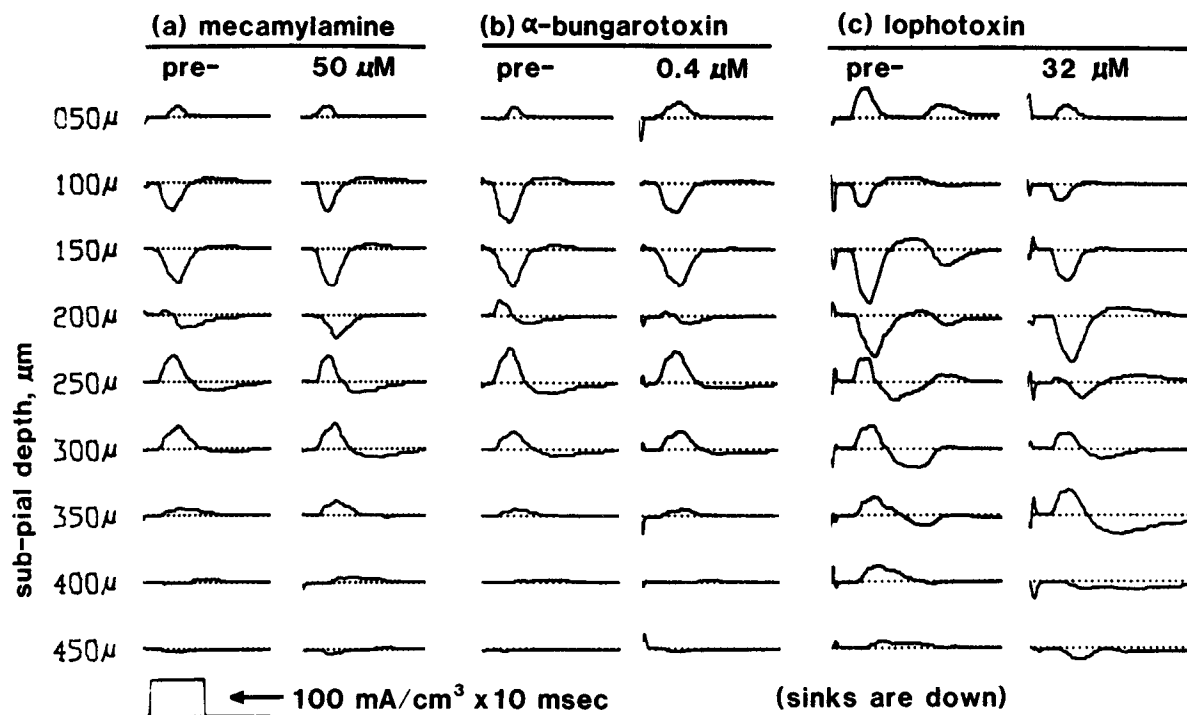 (a) mecamylamine (b) α-bungarotoxin (c) lophotoxin
pre- 50 μM pre- 0.4 μM pre- 32 μM
050μ
100μ
150μ
200μ
250μ
300μ
350μ
400μ
450μ
sub-pial depth, μm
100 mA/cm³ x10 msec (sinks are down)